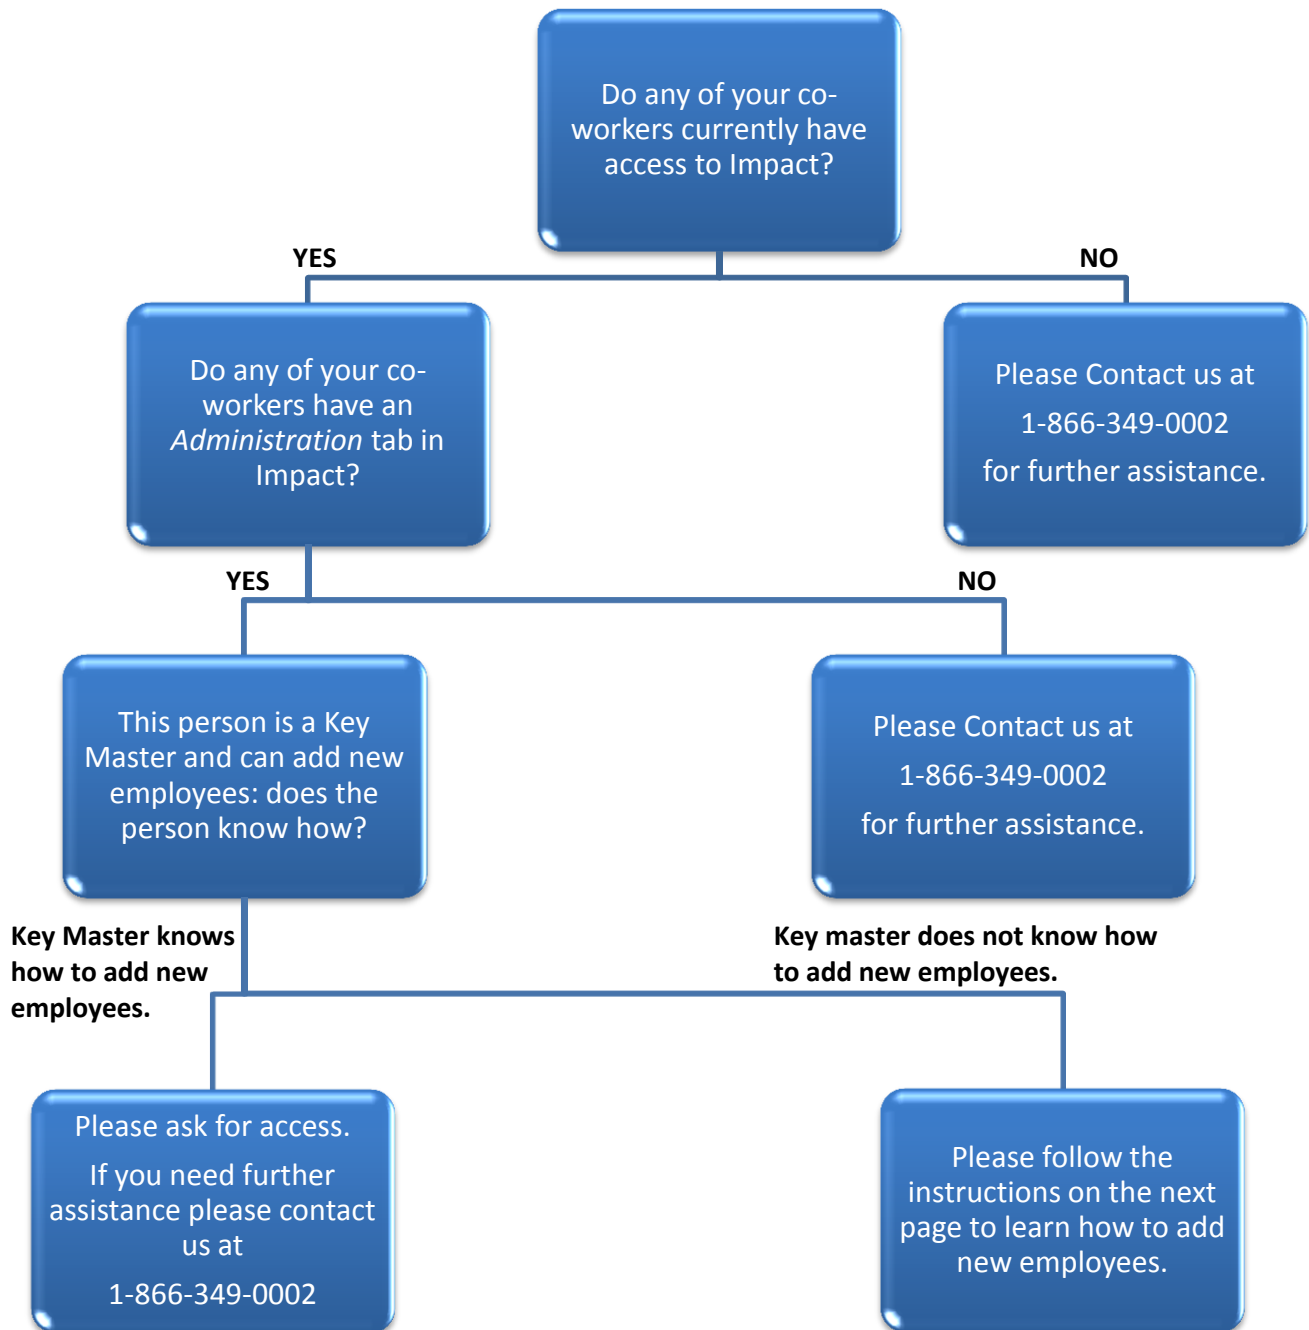 Do any of your co-
workers currently have
access to Impact?
YES
NO
Do any of your co-
workers have an
Administration tab in
Impact?
Please Contact us at
1-866-349-0002
for further assistance.
YES
NO
This person is a Key
Master and can add new
employees: does the
person know how?
Please Contact us at
1-866-349-0002
for further assistance.
Key Master knows
how to add new
employees.
Key master does not know how
to add new employees.
Please ask for access.
If you need further
assistance please contact
us at
1-866-349-0002
Please follow the
instructions on the next
page to learn how to add
new employees.